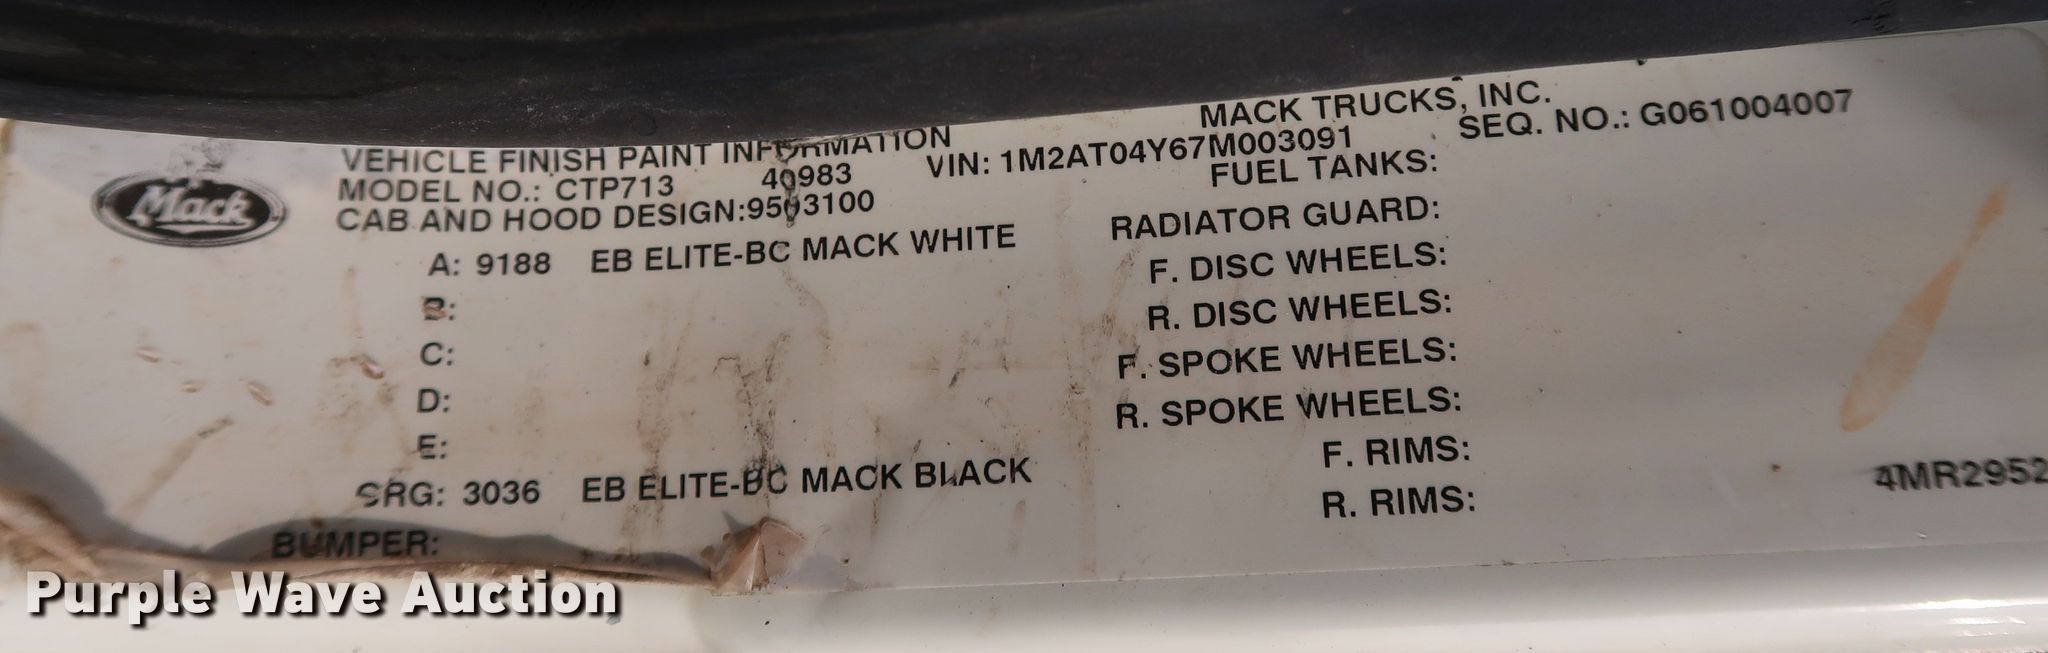 MACK TRUCKS, INC.
VEHICLE FINISH PAINT INFORMATION
VIN: 1M2AT04Y67M003091
SEQ. NO.: G061004007
MODEL NO.: CTP713 40983
FUEL TANKS:
CAB AND HOOD DESIGN:9503100
RADIATOR GUARD:
Mack
A: 9188 EB ELITE-BC MACK WHITE
F. DISC WHEELS:
B:
R. DISC WHEELS:
C:
F. SPOKE WHEELS:
D:
R. SPOKE WHEELS:
E:
F. RIMS:
SRG: 3036 EB ELITE-BC MACK BLACK
R. RIMS:
4MR2952
BUMPER:
Purple Wave Auction